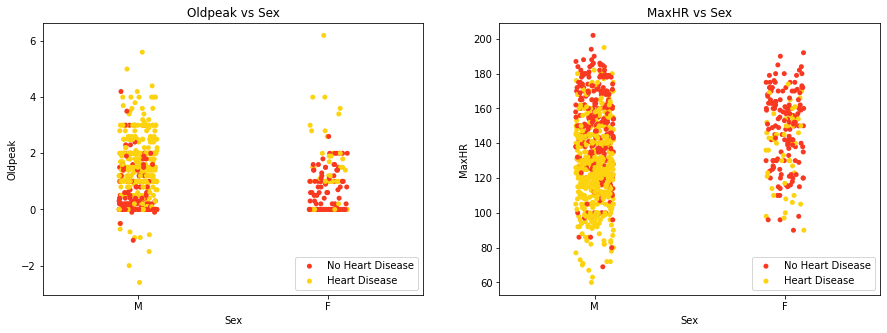 Oldpeak vs Sex
Oldpeak
6
4
2
0
−2
M
F
Sex
No Heart Disease
Heart Disease
MaxHR vs Sex
MaxHR
200
180
160
140
120
100
80
60
M
F
Sex
No Heart Disease
Heart Disease